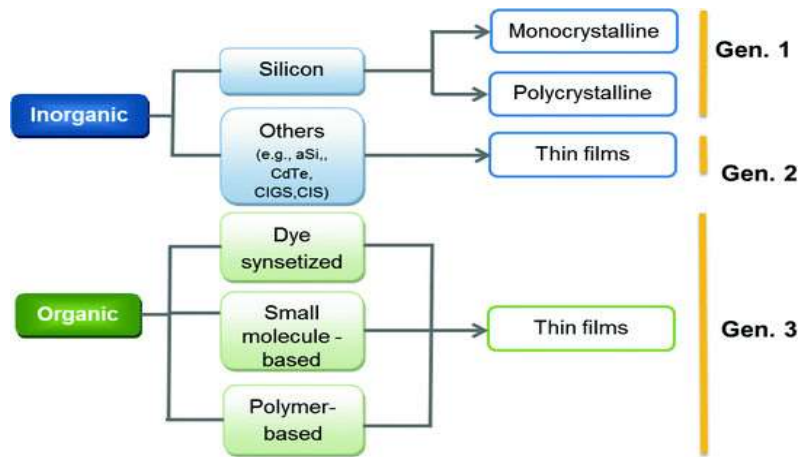 Monocrystalline
Gen. 1
Silicon
Polycrystalline
Inorganic
Others
(e.g., aSi,,
CdTe,
CIGS,CIS)
Thin films
Gen. 2
Dye
synsetized
Organic
Small
molecule -
based
Thin films
Gen. 3
Polymer-
based